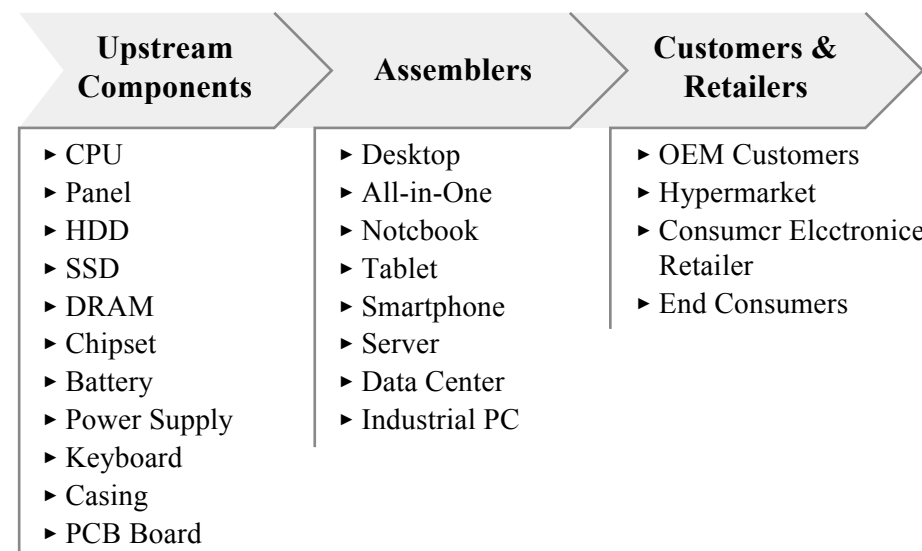 Upstream
Components
Assemblers
Customers &
Retailers
▸ CPU
▸ Panel
▸ HDD
▸ SSD
▸ DRAM
▸ Chipset
▸ Battery
▸ Power Supply
▸ Keyboard
▸ Casing
▸ PCB Board
▸ Desktop
▸ All-in-One
▸ Notcbook
▸ Tablet
▸ Smartphone
▸ Server
▸ Data Center
▸ Industrial PC
▸ OEM Customers
▸ Hypermarket
▸ Consumcr Elcctronice
Retailer
▸ End Consumers